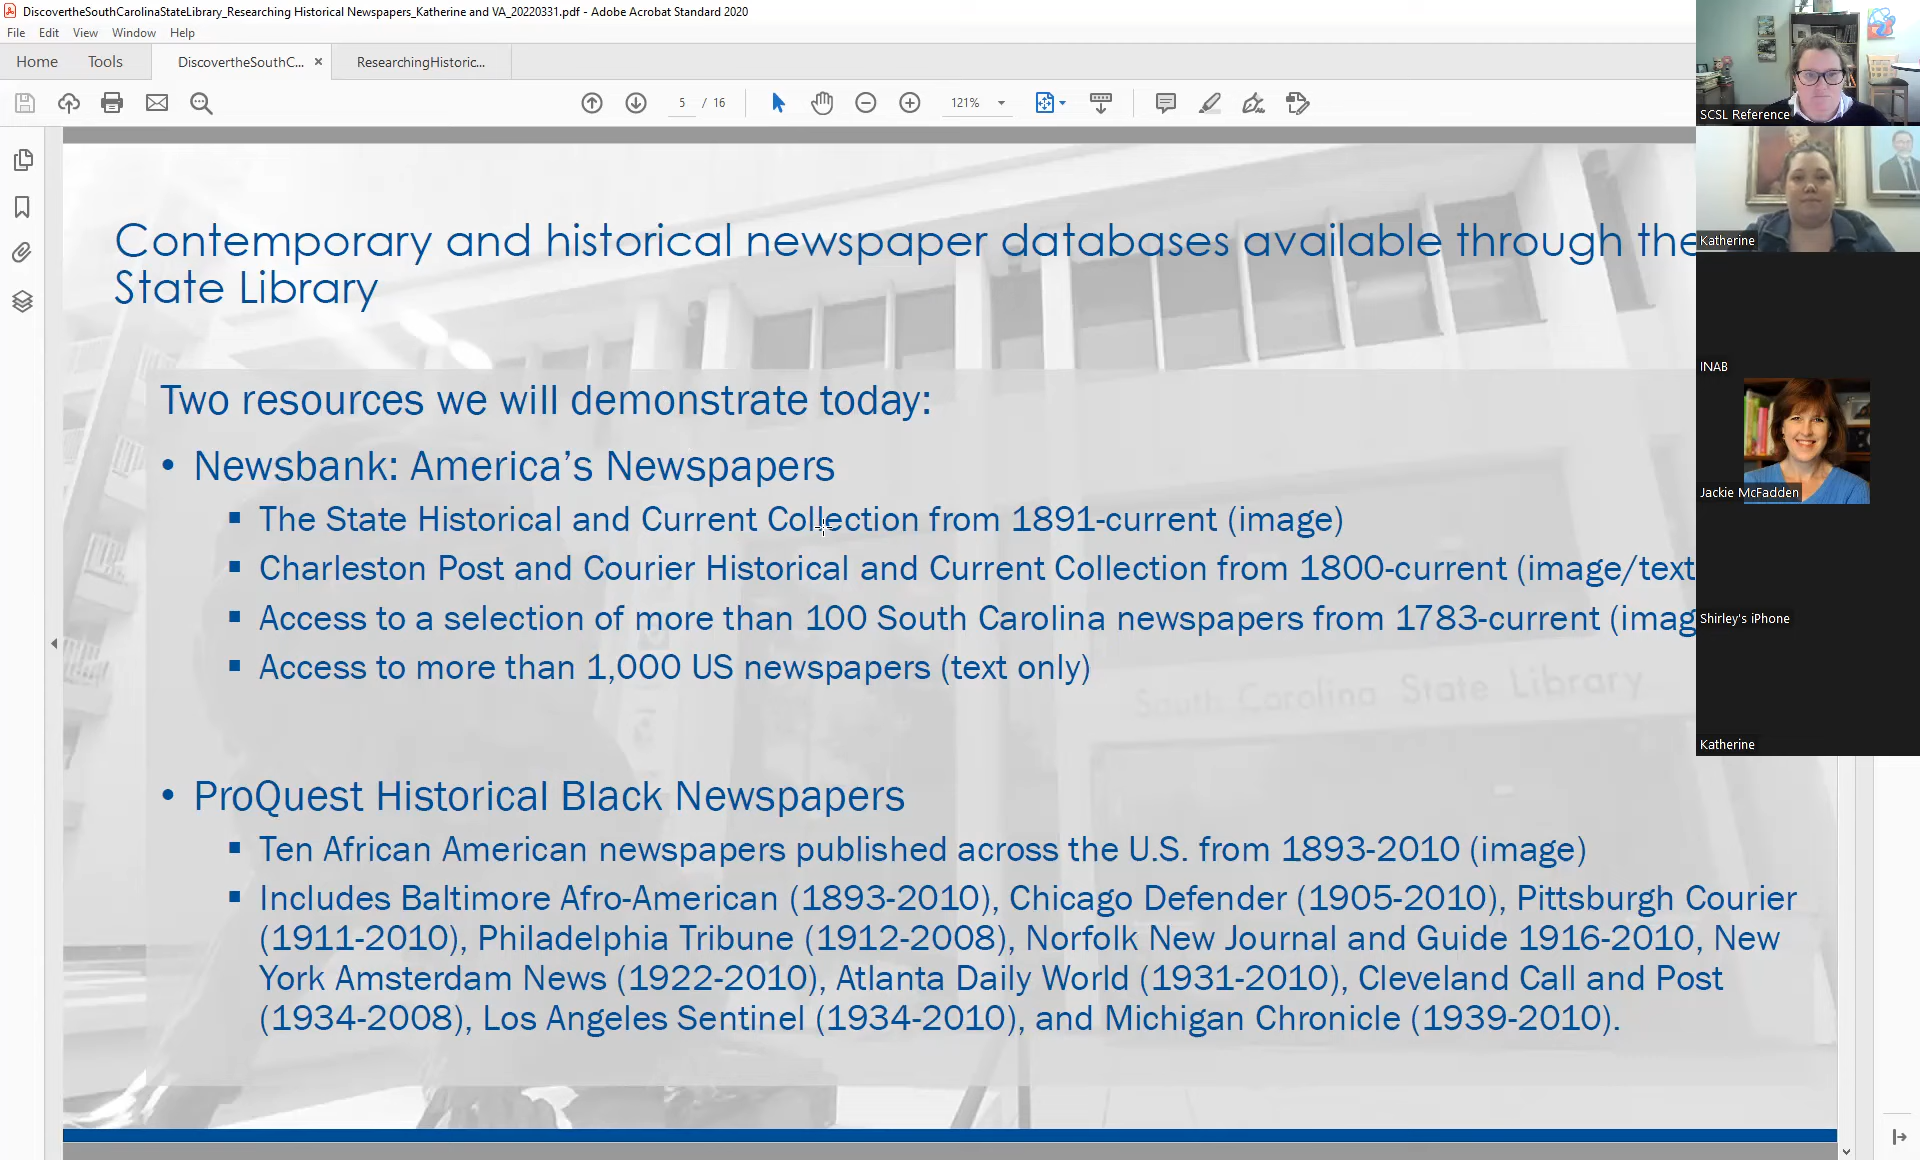 DiscovertheSouthCarolinaStateLibrary_Researching Historical Newspapers_Katherine and VA_20220331.pdf - Adobe Acrobat Standard 2020
File Edit View Window Help
Home Tools DiscovertheSouthC... × ResearchingHistoric...
5 / 16 121%
Contemporary and historical newspaper databases available through the
State Library
Two resources we will demonstrate today:
• Newsbank: America's Newspapers
▪ The State Historical and Current Collection from 1891-current (image)
▪ Charleston Post and Courier Historical and Current Collection from 1800-current (image/text
▪ Access to a selection of more than 100 South Carolina newspapers from 1783-current (imag
▪ Access to more than 1,000 US newspapers (text only)
South Carolina State Library
• ProQuest Historical Black Newspapers
▪ Ten African American newspapers published across the U.S. from 1893-2010 (image)
▪ Includes Baltimore Afro-American (1893-2010), Chicago Defender (1905-2010), Pittsburgh Courier
(1911-2010), Philadelphia Tribune (1912-2008), Norfolk New Journal and Guide 1916-2010, New
York Amsterdam News (1922-2010), Atlanta Daily World (1931-2010), Cleveland Call and Post
(1934-2008), Los Angeles Sentinel (1934-2010), and Michigan Chronicle (1939-2010).
SCSL Reference
Katherine
INAB
Jackie McFadden
Shirley's iPhone
Katherine